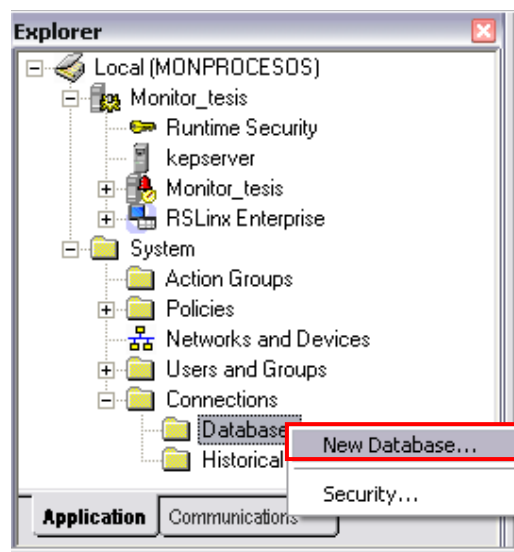 Explorer
Local (MONPROCESOS)
Monitor_tesis
Runtime Security
kepserver
Monitor_tesis
RSLinx Enterprise
System
Action Groups
Policies
Networks and Devices
Users and Groups
Connections
Database
New Database...
Historical
Security...
Application
Communications